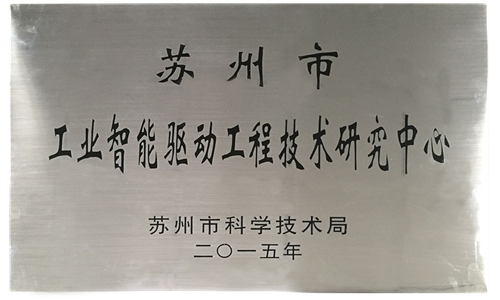 苏州市
工业智能驱动工程技术研究中心
苏州市科学技术局
二〇一五年